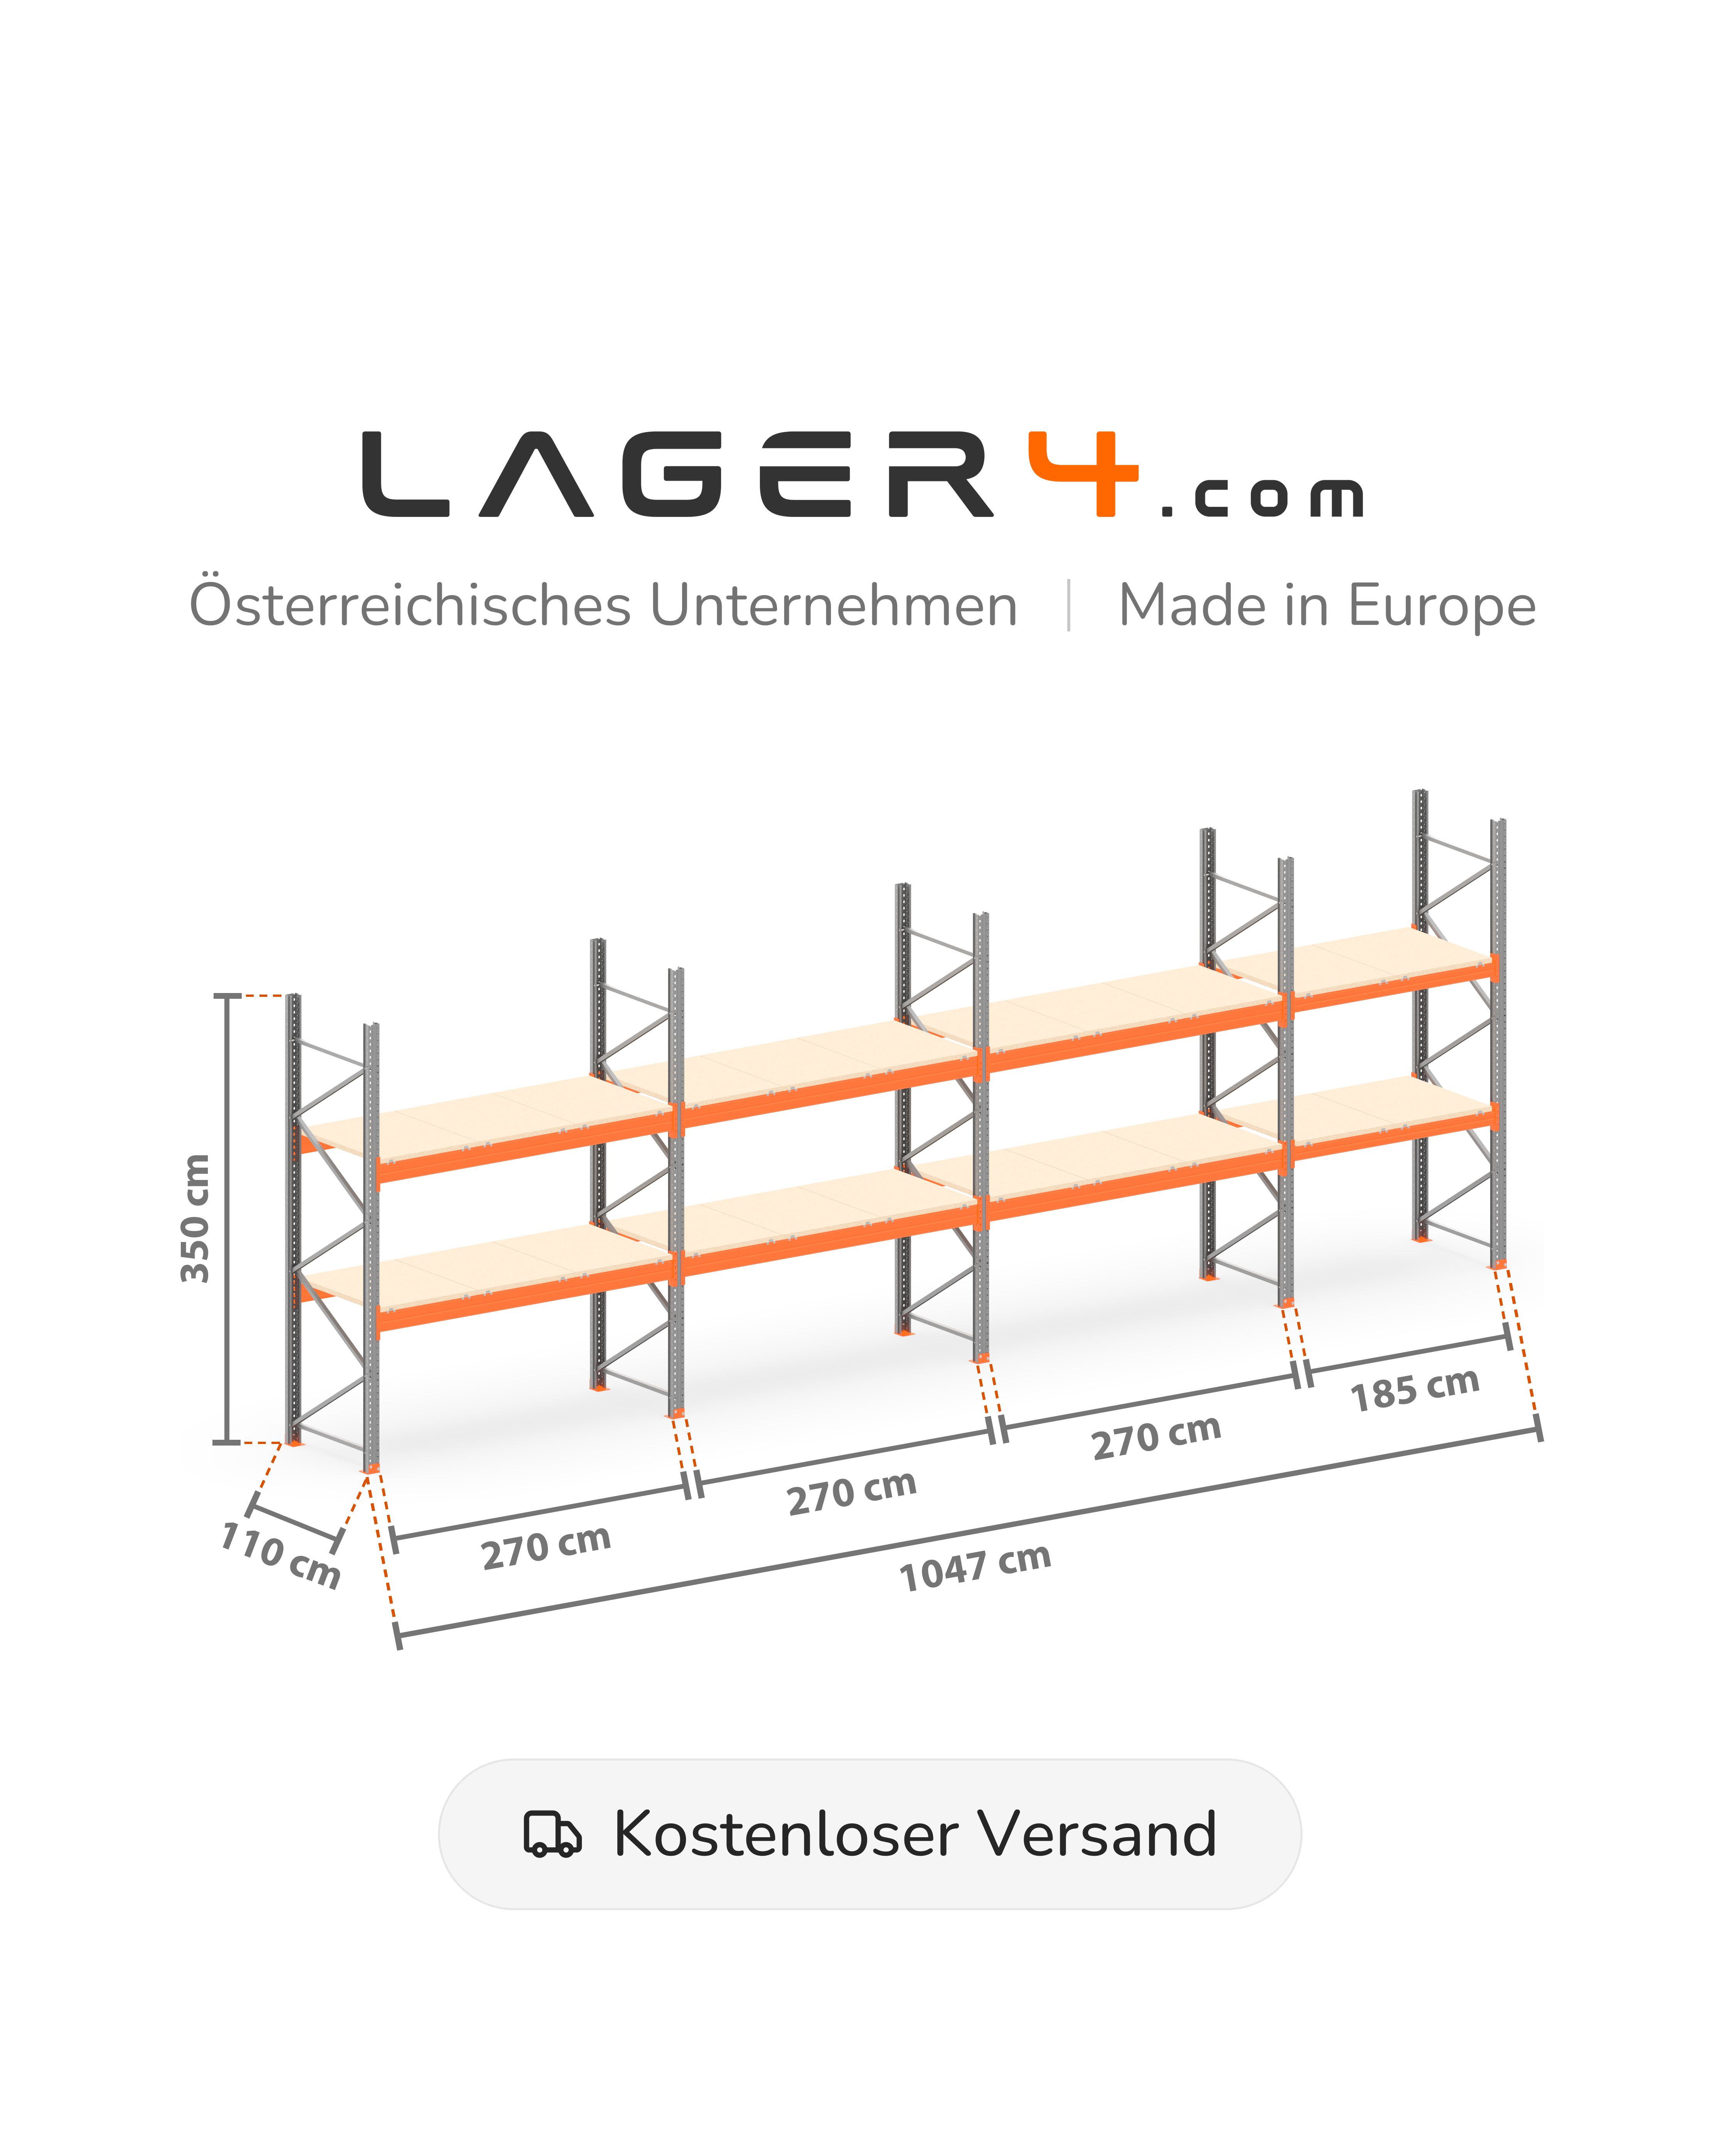 LAGER4.com
Österreichisches Unternehmen | Made in Europe
350 cm
110 cm
270 cm
270 cm
270 cm
185 cm
1047 cm
Kostenloser Versand